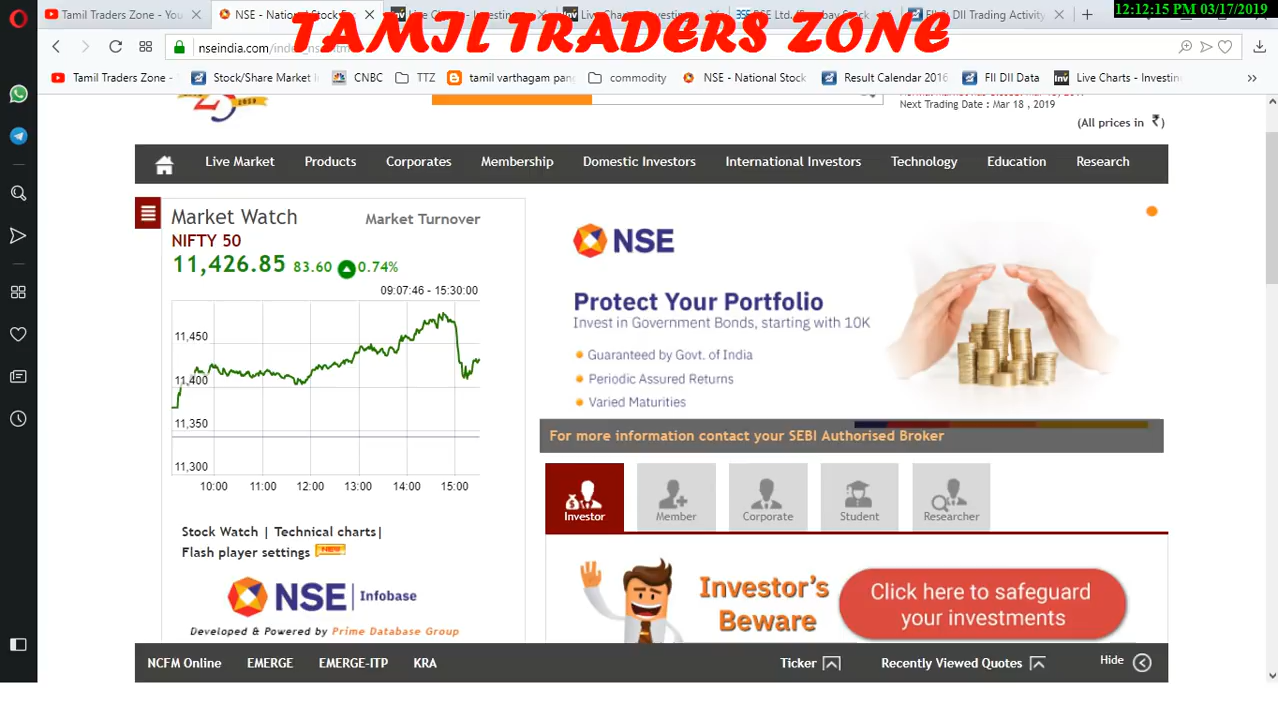 Tamil Traders Zone - You
NSE - National Stock E
12:12:15 PM 03/17/2019
TAMIL TRADERS ZONE
nseindia.com/index_nse.htm
Tamil Traders Zone -
Stock/Share Market I
CNBC
TTZ
tamil varthagam pang
commodity
NSE - National Stock
Result Calendar 2016
FII DII Data
Live Charts - Investin
Next Trading Date : Mar 18 , 2019
(All prices in ₹)
Live Market
Products
Corporates
Membership
Domestic Investors
International Investors
Technology
Education
Research
Market Watch
Market Turnover
NIFTY 50
11,426.85 83.60 0.74%
09:07:46 - 15:30:00
11,450
11,400
11,350
11,300
10:00 11:00 12:00 13:00 14:00 15:00
Stock Watch | Technical charts|
Flash player settings NEW
NSE Infobase
Developed & Powered by Prime Database Group
NSE
Protect Your Portfolio
Invest in Government Bonds, starting with 10K
Guaranteed by Govt. of India
Periodic Assured Returns
Varied Maturities
For more information contact your SEBI Authorised Broker
Investor
Member
Corporate
Student
Researcher
Investor's
Beware
Click here to safeguard
your investments
NCFM Online
EMERGE
EMERGE-ITP
KRA
Ticker
Recently Viewed Quotes
Hide